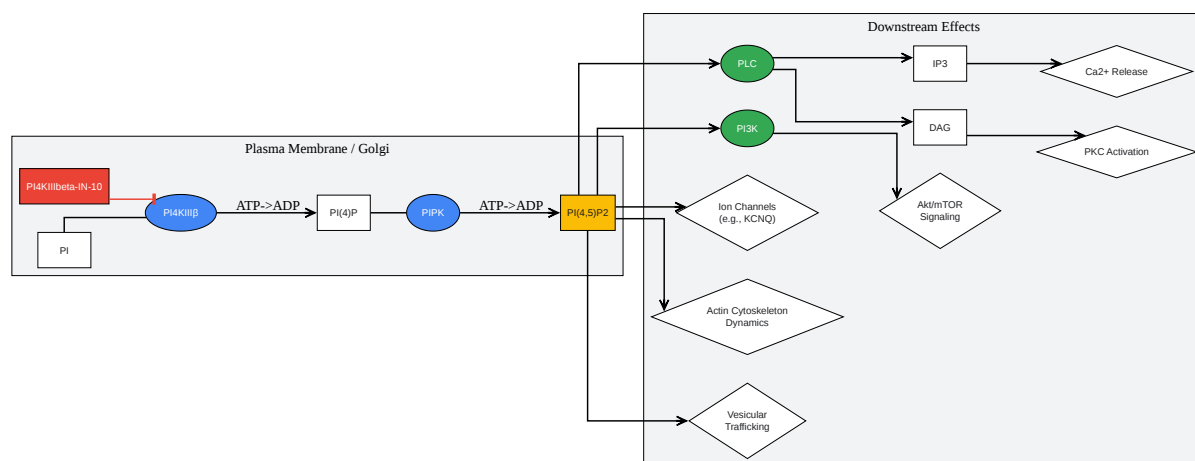 Downstream Effects
PLC
IP3
Ca2+ Release
PI3K
DAG
PKC Activation
Plasma Membrane / Golgi
PI4KIIIbeta-IN-10
PI4KIIIβ
ATP->ADP
PI(4)P
PIPK
ATP->ADP
PI(4,5)P2
PI
Ion Channels
(e.g., KCNQ)
Akt/mTOR
Signaling
Actin Cytoskeleton
Dynamics
Vesicular
Trafficking